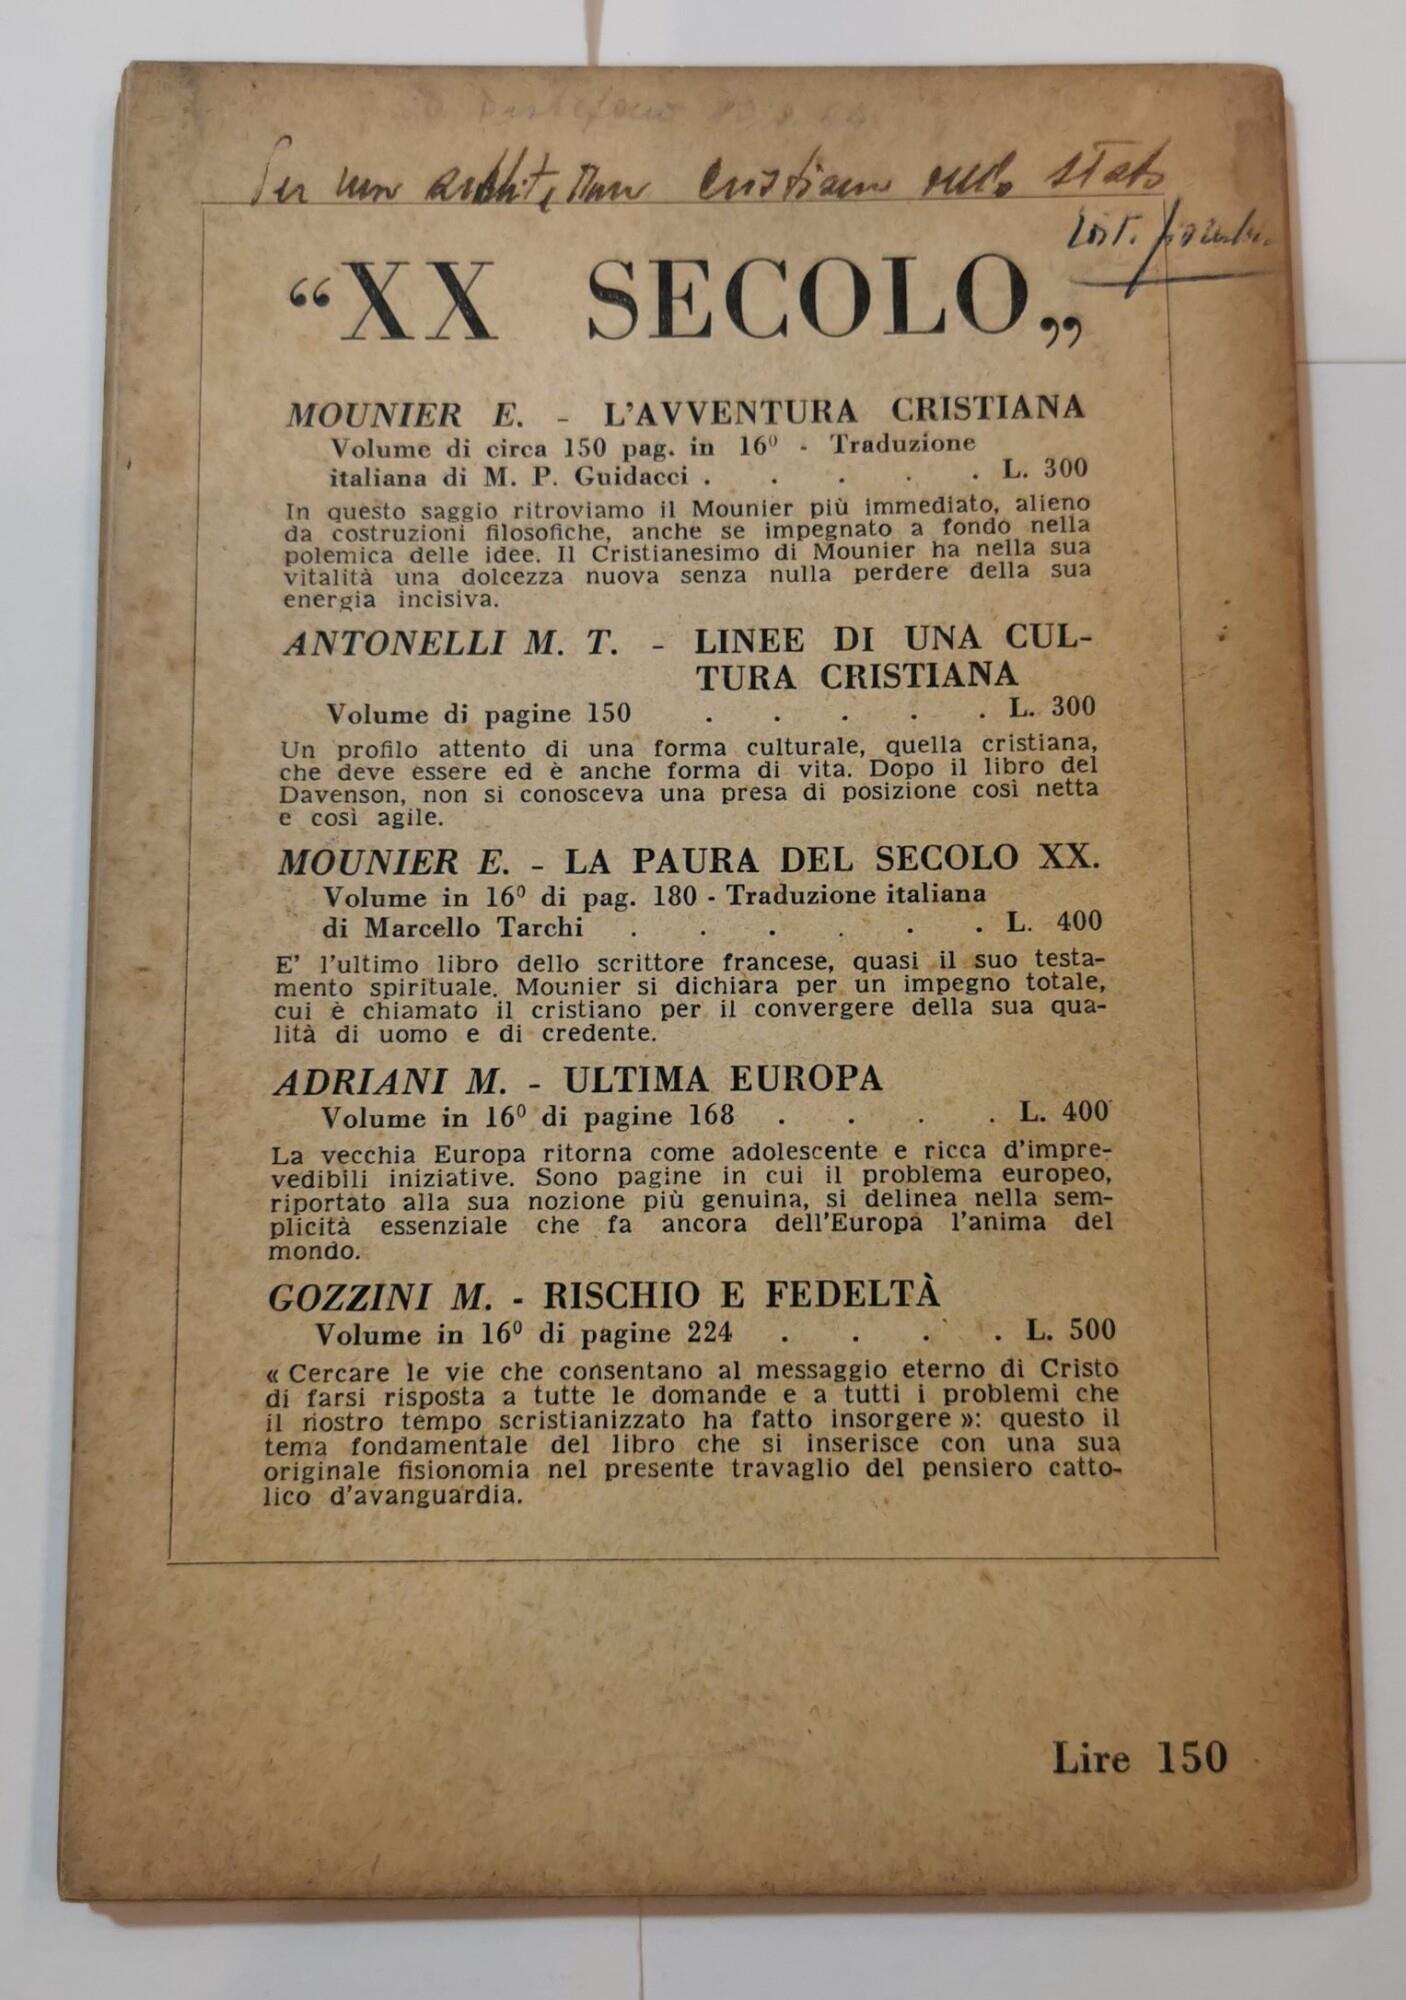 Per una architettura cristiana dello stato
"XX SECOLO„
MOUNIER E. - L'AVVENTURA CRISTIANA
Volume di circa 150 pag. in 16⁰ - Traduzione
italiana di M. P. Guidacci . . . . . L. 300
In questo saggio ritroviamo il Mounier più immediato, alieno
da costruzioni filosofiche, anche se impegnato a fondo nella
polemica delle idee. Il Cristianesimo di Mounier ha nella sua
vitalità una dolcezza nuova senza nulla perdere della sua
energia incisiva.
ANTONELLI M. T. - LINEE DI UNA CUL-
TURA CRISTIANA
Volume di pagine 150 . . . . . L. 300
Un profilo attento di una forma culturale, quella cristiana,
che deve essere ed è anche forma di vita. Dopo il libro del
Davenson, non si conosceva una presa di posizione così netta
e così agile.
MOUNIER E. - LA PAURA DEL SECOLO XX.
Volume in 16⁰ di pag. 180 - Traduzione italiana
di Marcello Tarchi . . . . . . L. 400
E' l'ultimo libro dello scrittore francese, quasi il suo testa-
mento spirituale. Mounier si dichiara per un impegno totale,
cui è chiamato il cristiano per il convergere della sua qua-
lità di uomo e di credente.
ADRIANI M. - ULTIMA EUROPA
Volume in 16⁰ di pagine 168 . . . . L. 400
La vecchia Europa ritorna come adolescente e ricca d'impre-
vedibili iniziative. Sono pagine in cui il problema europeo,
riportato alla sua nozione più genuina, si delinea nella sem-
plicità essenziale che fa ancora dell'Europa l'anima del
mondo.
GOZZINI M. - RISCHIO E FEDELTÀ
Volume in 16⁰ di pagine 224 . . . . L. 500
« Cercare le vie che consentano al messaggio eterno di Cristo
di farsi risposta a tutte le domande e a tutti i problemi che
il nostro tempo scristianizzato ha fatto insorgere »: questo il
tema fondamentale del libro che si inserisce con una sua
originale fisionomia nel presente travaglio del pensiero catto-
lico d'avanguardia.
Lire 150